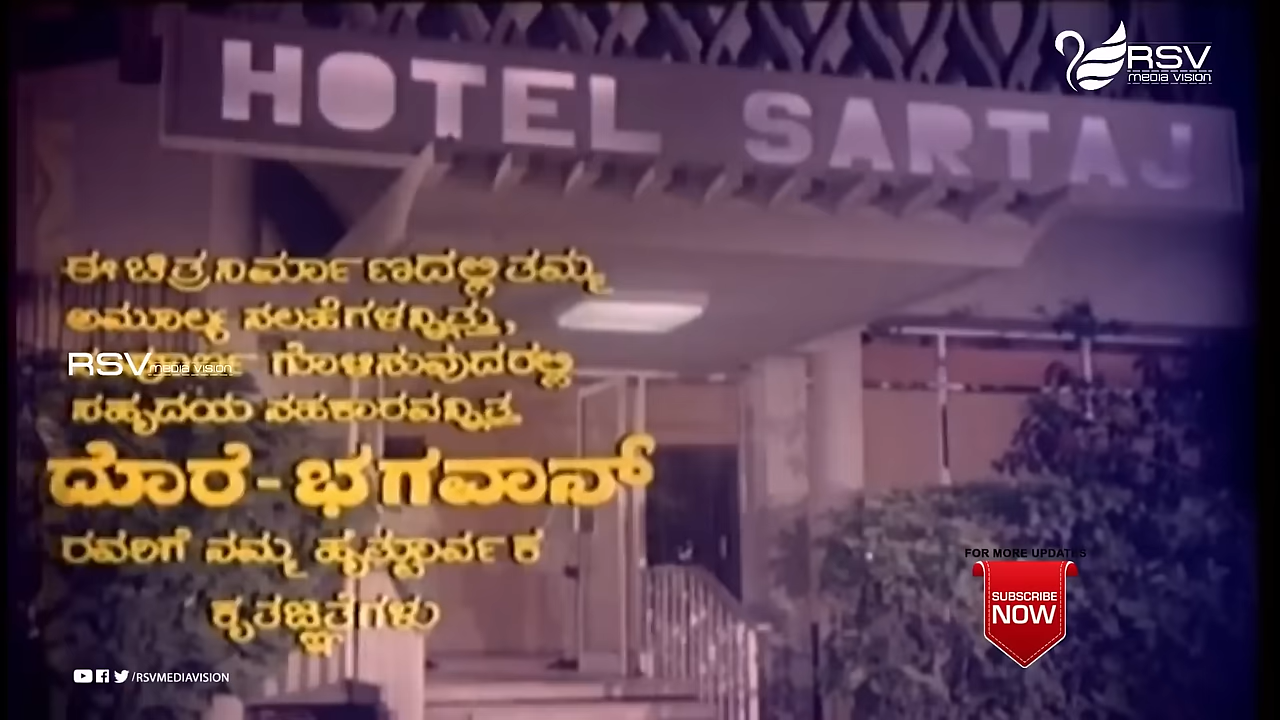 HOTEL SARTAJ
RSV
media vision
ಈ ಚಿತ್ರನಿರ್ಮಾಣದಲ್ಲಿ ತಮ್ಮ
ಅಮೂಲ್ಯ ಸಲಹೆಗಳನ್ನಿತ್ತು,
RSV media vision
ಗೊಳಿಸುವುದರಲ್ಲಿ
ಸಹೃದಯ ಸಹಕಾರವನ್ನಿತ್ತ
ದೊರೆ-ಭಗವಾನ್
ರವರಿಗೆ ನಮ್ಮ ಹೃತ್ಪೂರ್ವಕ
ಕೃತಜ್ಞತೆಗಳು
FOR MORE UPDATES
SUBSCRIBE
NOW
/RSVMEDIAVISION